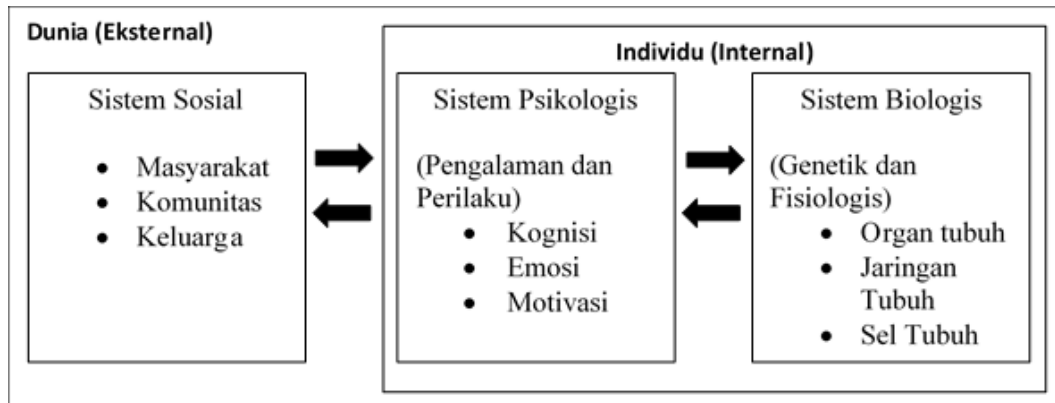 Dunia (Eksternal)
Individu (Internal)
Sistem Sosial
• Masyarakat
• Komunitas
• Keluarga
Sistem Psikologis
(Pengalaman dan
Perilaku)
• Kognisi
• Emosi
• Motivasi
Sistem Biologis
(Genetik dan
Fisiologis)
• Organ tubuh
• Jaringan
Tubuh
• Sel Tubuh